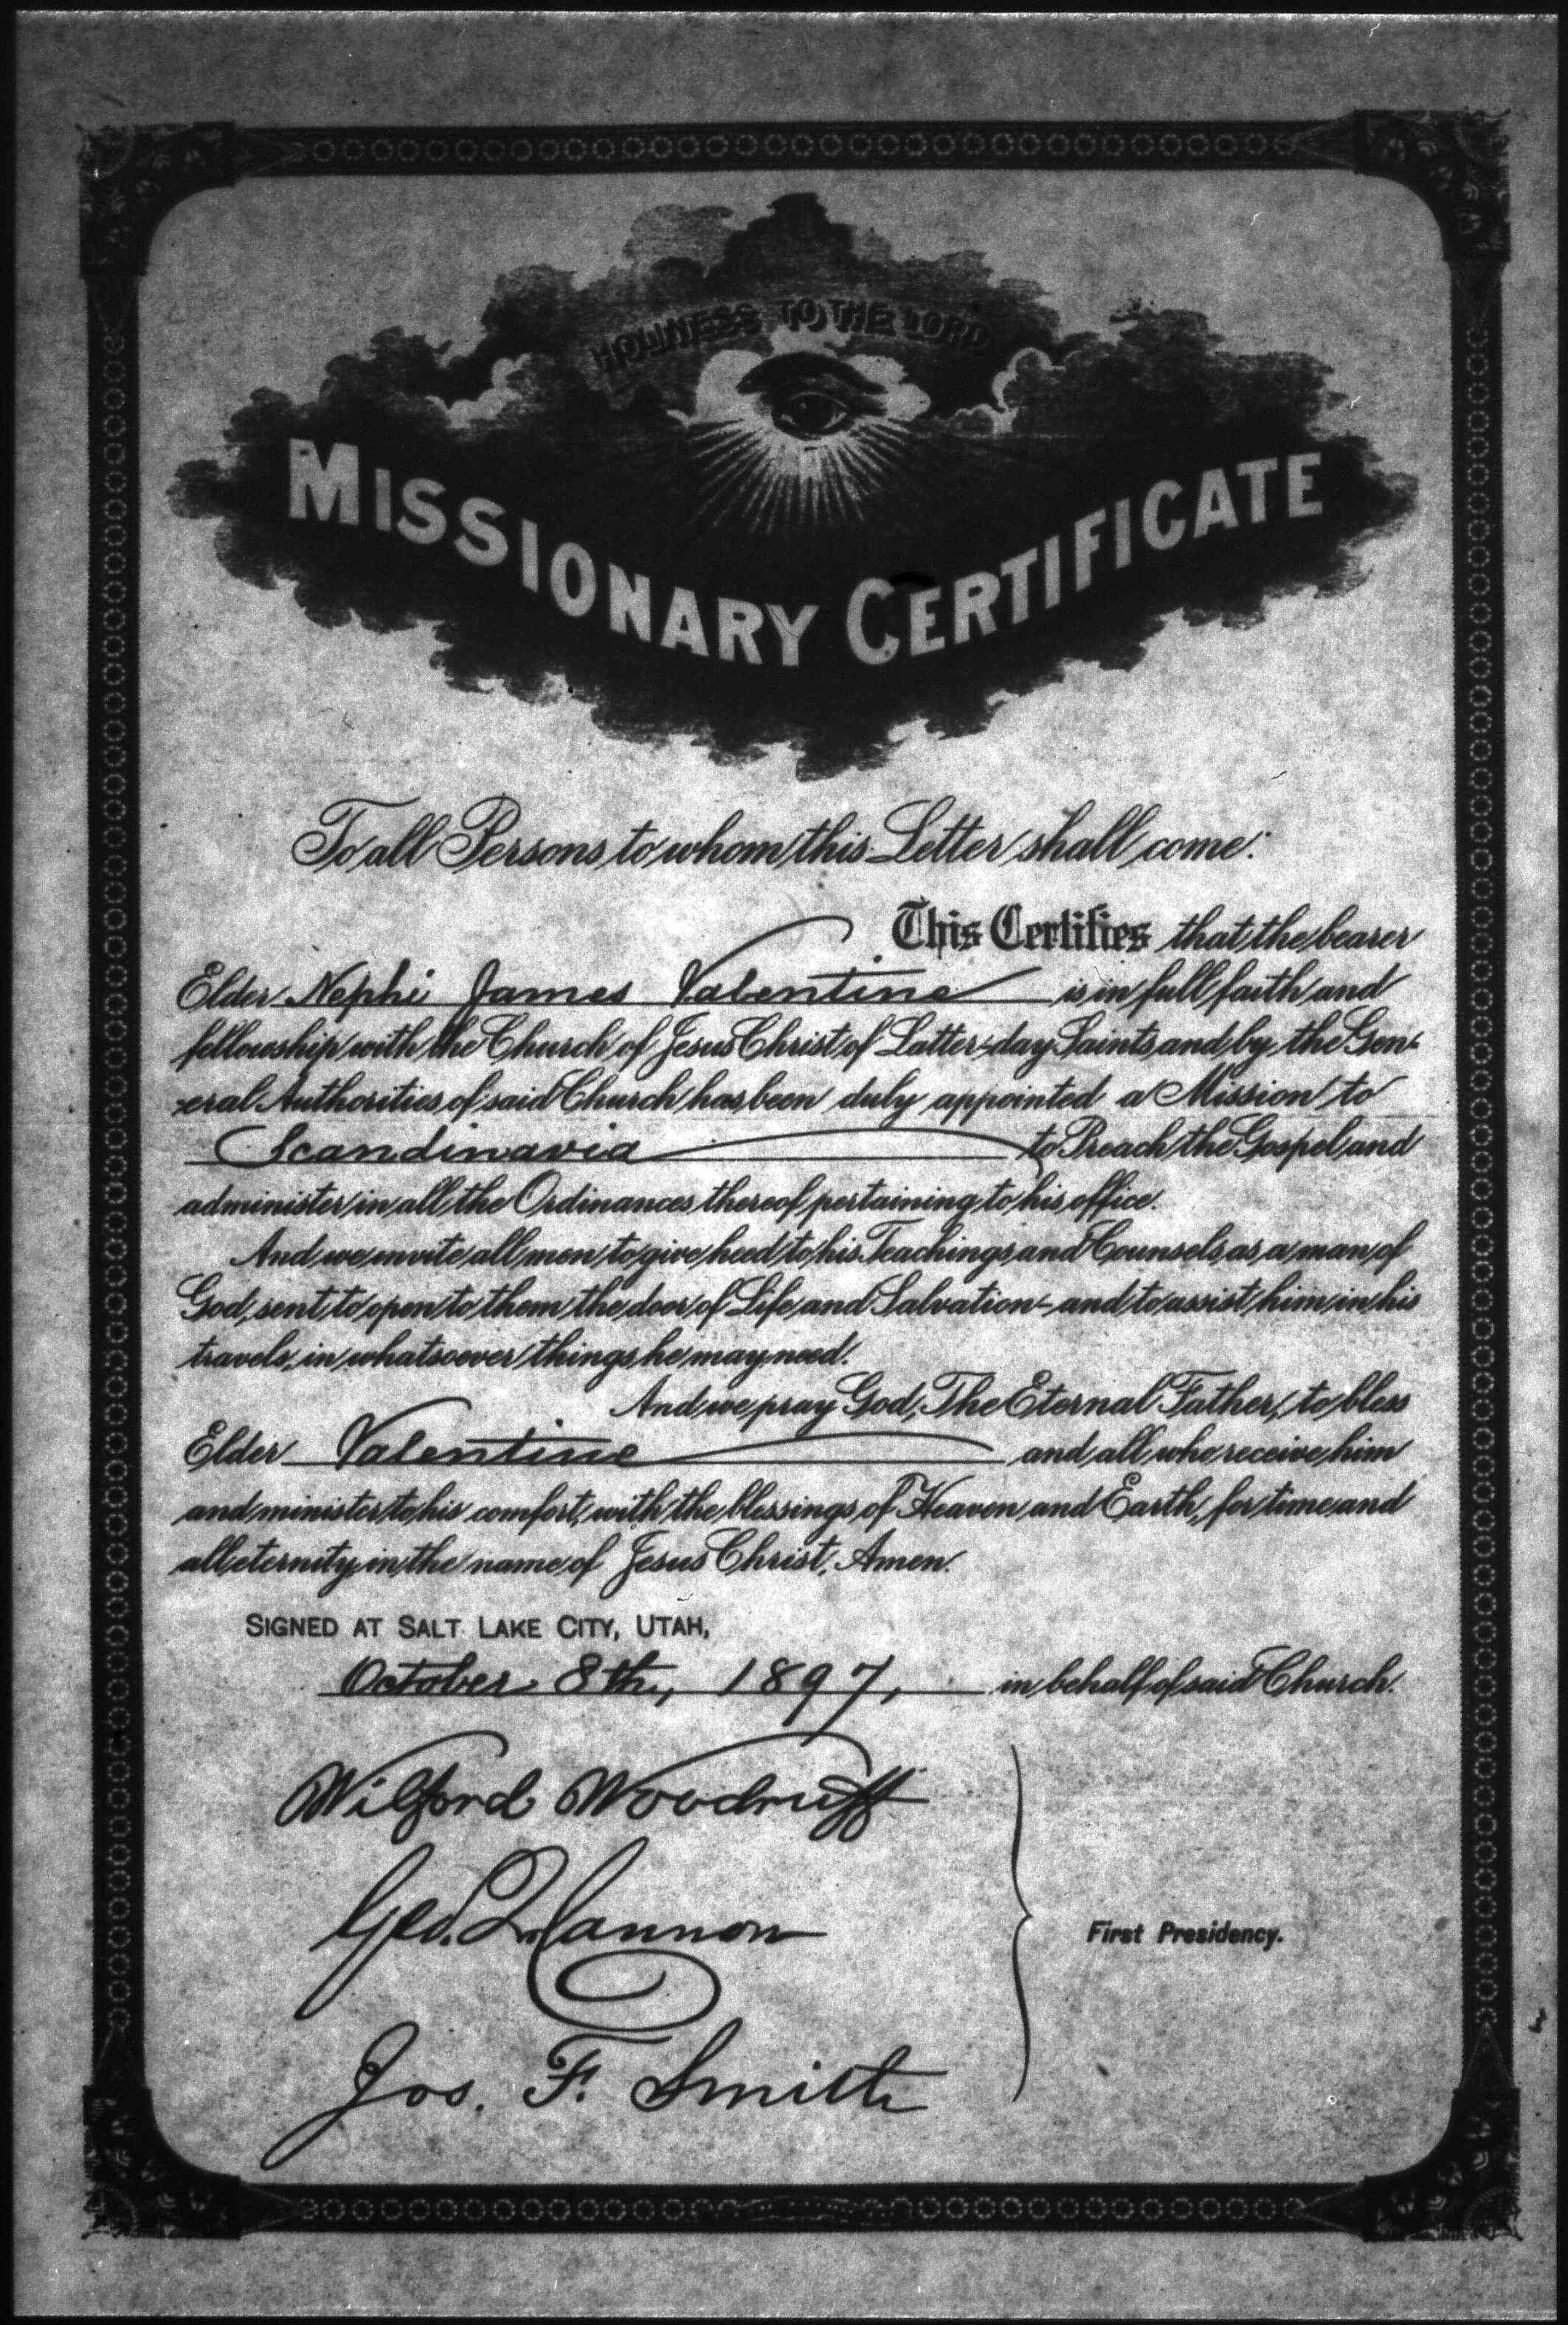 HOLINESS TO THE LORD
MISSIONARY CERTIFICATE
To all Persons to whom this Letter shall come:
This Certifies that the bearer
Elder Nephi James Valentine is in full faith and
fellowship with the Church of Jesus Christ of Latter-day Saints, and by the Gen-
-eral Authorities of said Church has been duly appointed a Mission to
Scandinavia to Preach the Gospel and
administer in all the Ordinances thereof pertaining to his office.
And we invite all men to give heed to his Teachings and Counsels as a man of
God, sent to open to them the door of Life and Salvation - and to assist him in his
travels, in whatsoever things he may need.
And we pray God, The Eternal Father, to bless
Elder Valentine and all who receive him
and minister to his comfort, with the blessings of Heaven and Earth, for time and
all eternity, in the name of Jesus Christ, Amen.
SIGNED AT SALT LAKE CITY, UTAH,
October 8th, 1897, in behalf of said Church.
Wilford Woodruff
Geo. Q. Cannon
First Presidency.
Jos. F. Smith